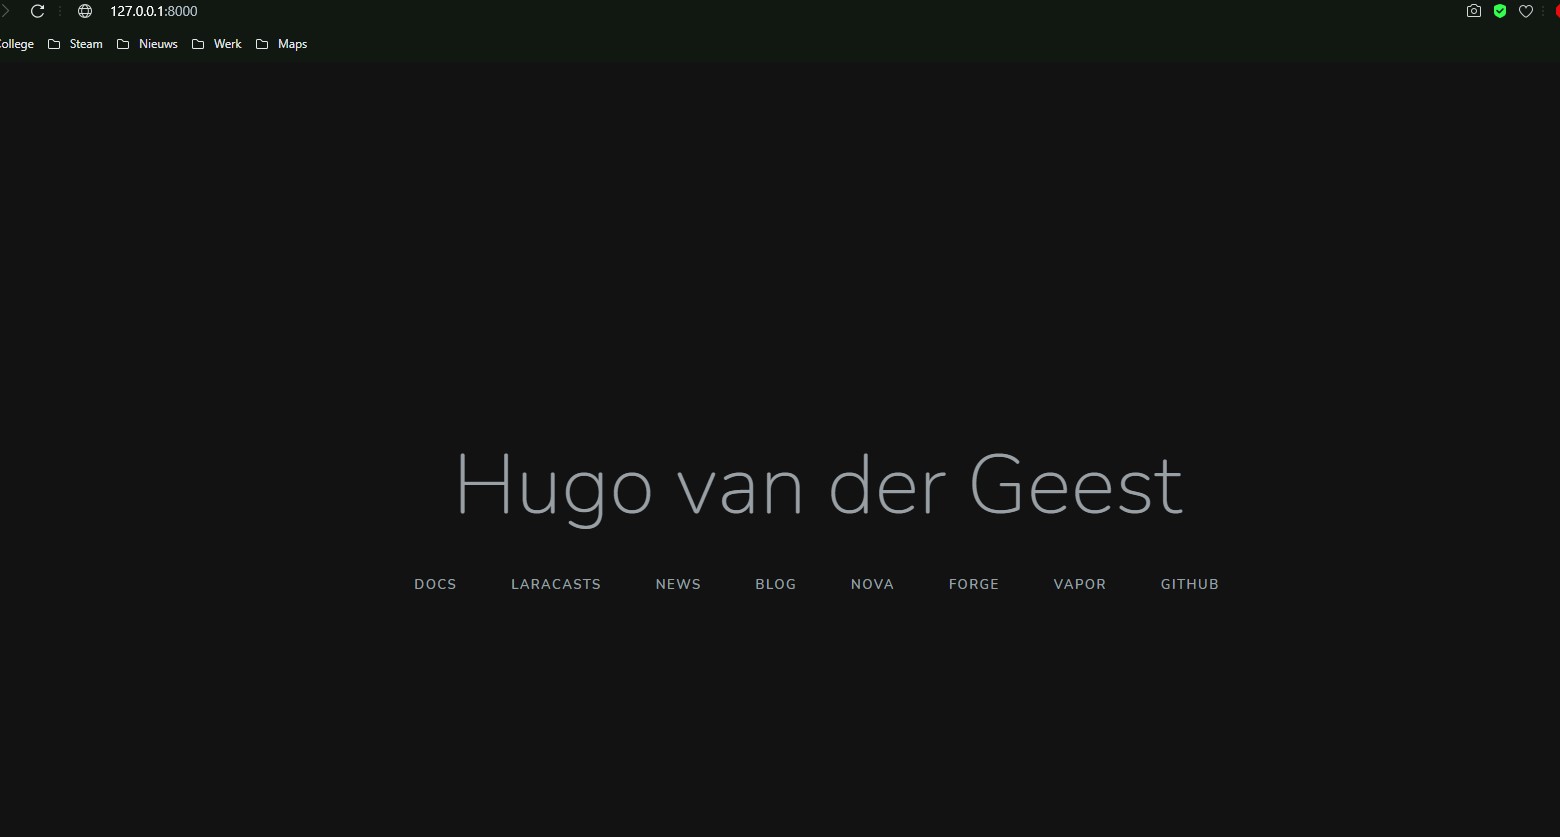 127.0.0.1:8000
College Steam Nieuws Werk Maps
Hugo van der Geest
DOCS LARACASTS NEWS BLOG NOVA FORGE VAPOR GITHUB